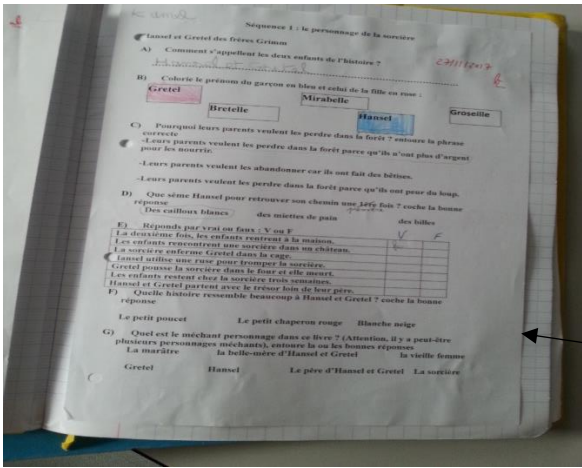 Séquence 1 : le personnage de la sorcière
Hansel et Gretel des frères Grimm
27/11/2017
A) Comment s'appellent les deux enfants de l'histoire ?
et
B) Colorie le prénom du garçon en bleu et celui de la fille en rose :
Gretel Mirabelle
Bretelle Hansel Groseille
C) Pourquoi leurs parents veulent les perdre dans la forêt ? entoure la phrase
correcte
-Leurs parents veulent les perdre dans la forêt parce qu'ils n'ont plus d'argent
pour les nourrir.
-Leurs parents veulent les abandonner car ils ont fait des bêtises.
-Leurs parents veulent les perdre dans la forêt parce qu'ils ont peur du loup.
D) Que sème Hansel pour retrouver son chemin une 1ère fois ? coche la bonne
réponse
Des cailloux blancs des miettes de pain des billes
E) Réponds par vrai ou faux : V ou F V F
La deuxième fois, les enfants rentrent à la maison.
Les enfants rencontrent une sorcière dans un château.
La sorcière enferme Gretel dans la cage.
Hansel utilise une ruse pour tromper la sorcière.
Gretel pousse la sorcière dans le four et elle meurt.
Les enfants restent chez la sorcière trois semaines.
Hansel et Gretel partent avec le trésor loin de leur père.
F) Quelle histoire ressemble beaucoup à Hansel et Gretel ? coche la bonne
réponse
Le petit poucet Le petit chaperon rouge Blanche neige
G) Quel est le méchant personnage dans ce livre ? (Attention, il y a peut-être
plusieurs personnages méchants), entoure la ou les bonnes réponses
La marâtre la belle-mère d'Hansel et Gretel la vieille femme
Gretel Hansel Le père d'Hansel et Gretel La sorcière